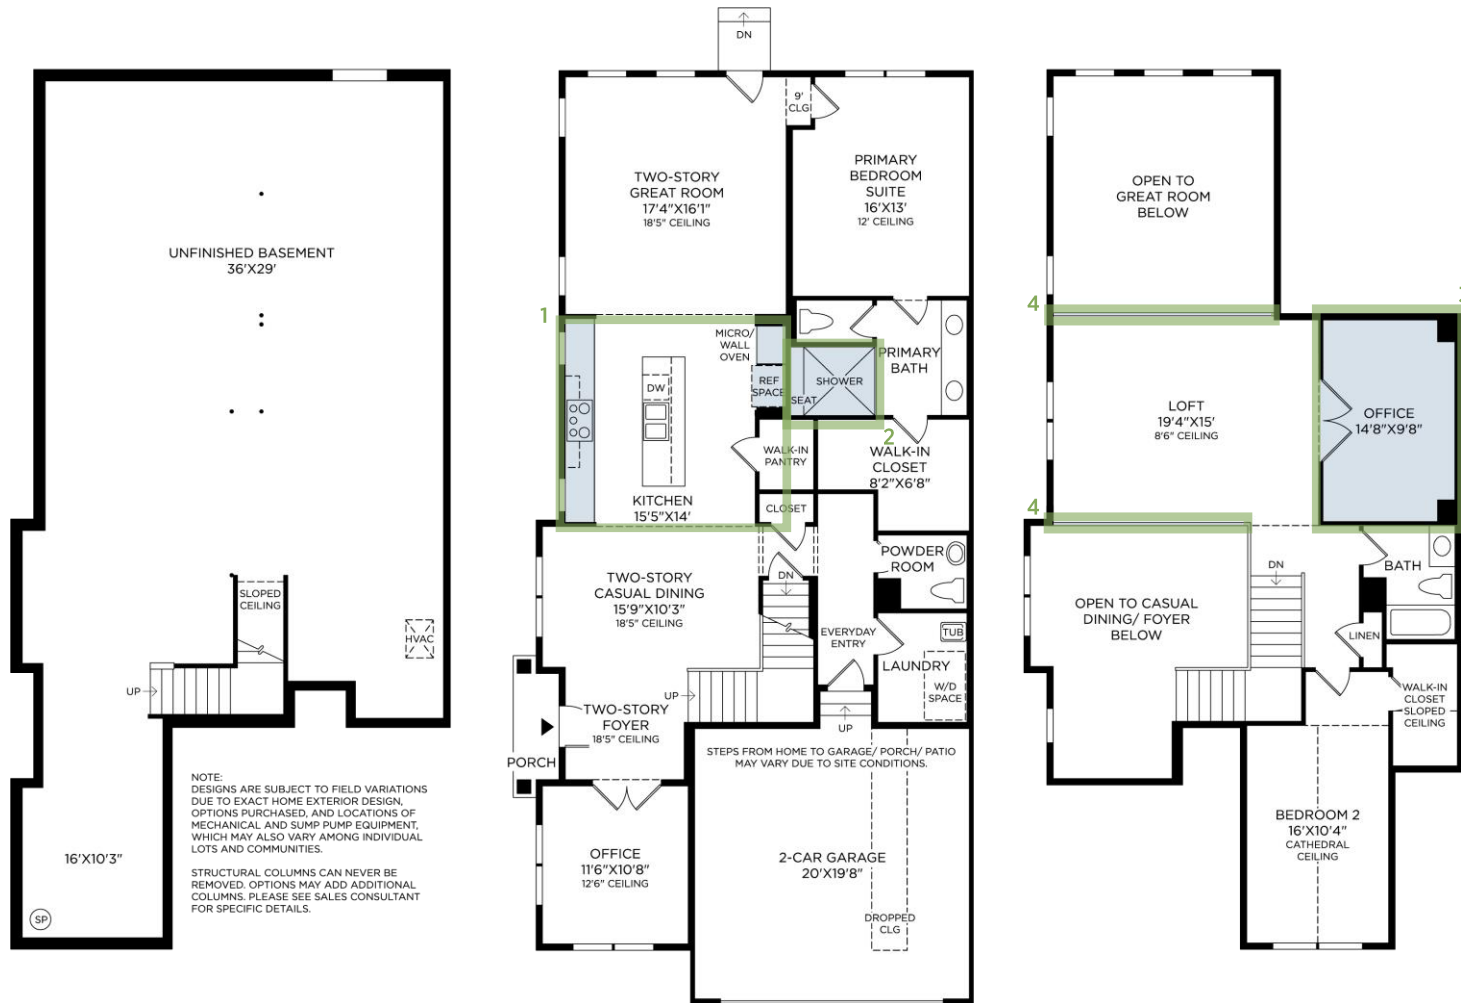 UNFINISHED BASEMENT
36'X29'
SLOPED
CEILING
HVAC
UP
NOTE:
DESIGNS ARE SUBJECT TO FIELD VARIATIONS
DUE TO EXACT HOME EXTERIOR DESIGN,
OPTIONS PURCHASED, AND LOCATIONS OF
MECHANICAL AND SUMP PUMP EQUIPMENT,
WHICH MAY ALSO VARY AMONG INDIVIDUAL
LOTS AND COMMUNITIES.
STRUCTURAL COLUMNS CAN NEVER BE
REMOVED. OPTIONS MAY ADD ADDITIONAL
COLUMNS. PLEASE SEE SALES CONSULTANT
FOR SPECIFIC DETAILS.
16'X10'3"
SP
DN
9'
CLG
TWO-STORY
GREAT ROOM
17'4"X16'1"
18'5" CEILING
PRIMARY
BEDROOM
SUITE
16'X13'
12' CEILING
1
MICRO/
WALL
OVEN
REF
SPACE
DW
SHOWER
SEAT
2
PRIMARY
BATH
WALK-IN
PANTRY
WALK-IN
CLOSET
8'2"X6'8"
KITCHEN
15'5"X14'
CLOSET
TWO-STORY
CASUAL DINING
15'9"X10'3"
18'5" CEILING
DN
POWDER
ROOM
EVERYDAY
ENTRY
TUB
LAUNDRY
W/D
SPACE
UP
TWO-STORY
FOYER
18'5" CEILING
UP
PORCH
STEPS FROM HOME TO GARAGE/ PORCH/ PATIO
MAY VARY DUE TO SITE CONDITIONS.
OFFICE
11'6"X10'8"
12'6" CEILING
2-CAR GARAGE
20'X19'8"
DROPPED
CLG
OPEN TO
GREAT ROOM
BELOW
4
LOFT
19'4"X15'
8'6" CEILING
OFFICE
14'8"X9'8"
4
DN
BATH
OPEN TO CASUAL
DINING/ FOYER
BELOW
LINEN
WALK-IN
CLOSET
SLOPED
CEILING
BEDROOM 2
16'X10'4"
CATHEDRAL
CEILING